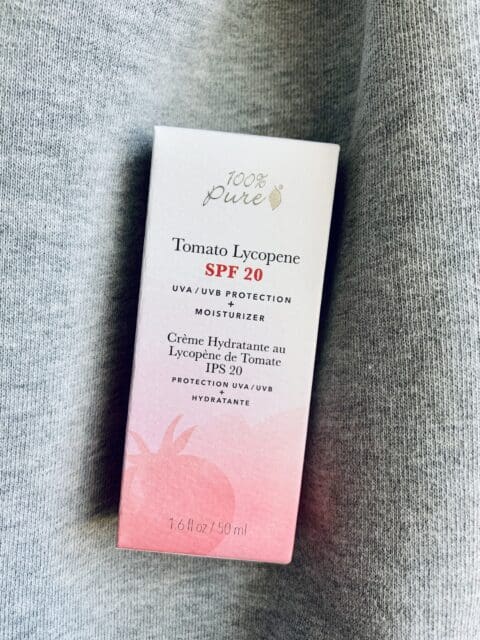 100%
Pure
Tomato Lycopene
SPF 20
UVA / UVB PROTECTION
+
MOISTURIZER
Crème Hydratante au
Lycopène de Tomate
IPS 20
PROTECTION UVA / UVB
+
HYDRATANTE
1.6 fl oz / 50 ml